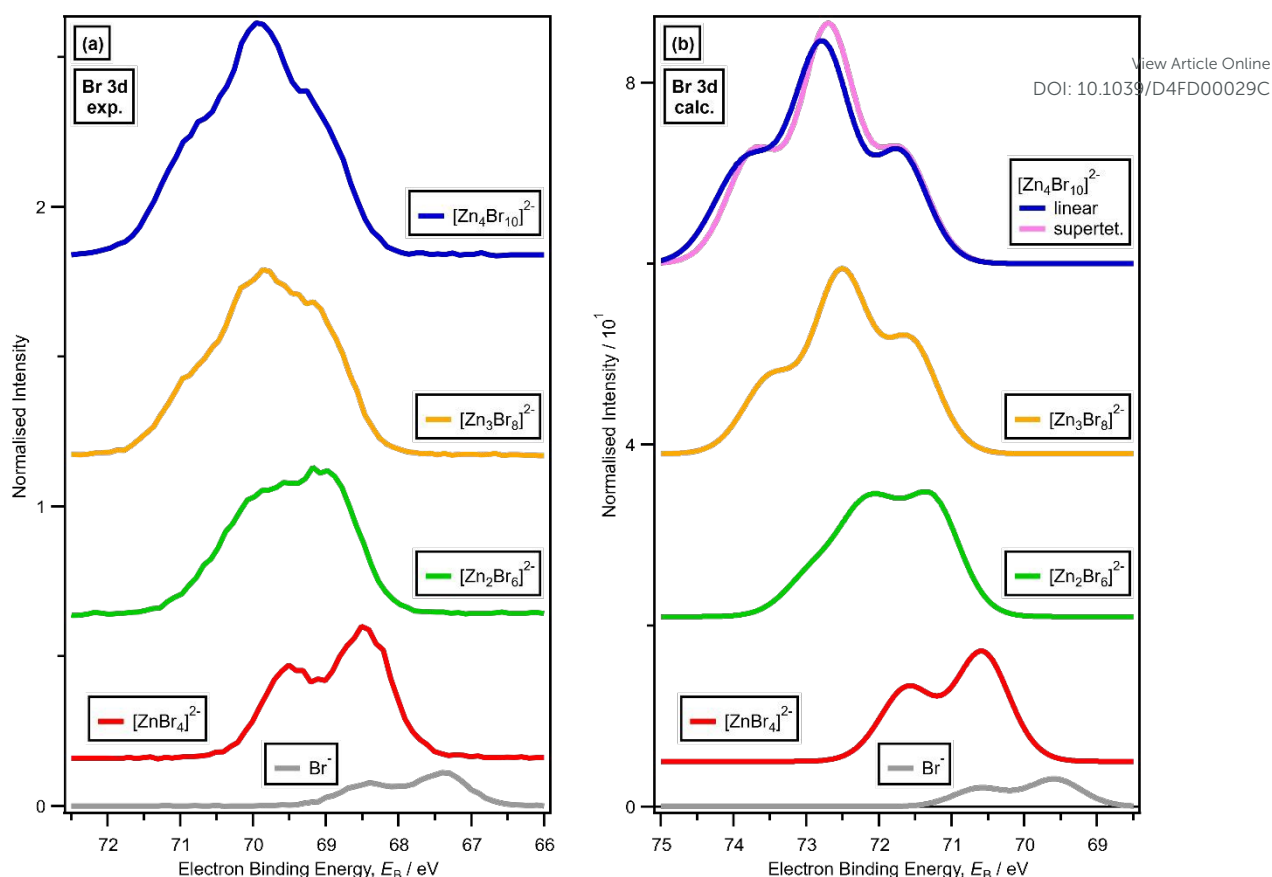 (a)
Br 3d
exp.
[Zn₄Br₁₀]²⁻
[Zn₃Br₈]²⁻
[Zn₂Br₆]²⁻
[ZnBr₄]²⁻
Br⁻
Normalised Intensity
2
1
0
72 71 70 69 68 67 66
Electron Binding Energy, E_B / eV
(b)
Br 3d
calc.
View Article Online
DOI: 10.1039/D4FD00029C
[Zn₄Br₁₀]²⁻
linear
supertet.
[Zn₃Br₈]²⁻
[Zn₂Br₆]²⁻
[ZnBr₄]²⁻
Br⁻
Normalised Intensity / 10¹
8
4
0
75 74 73 72 71 70 69
Electron Binding Energy, E_B / eV